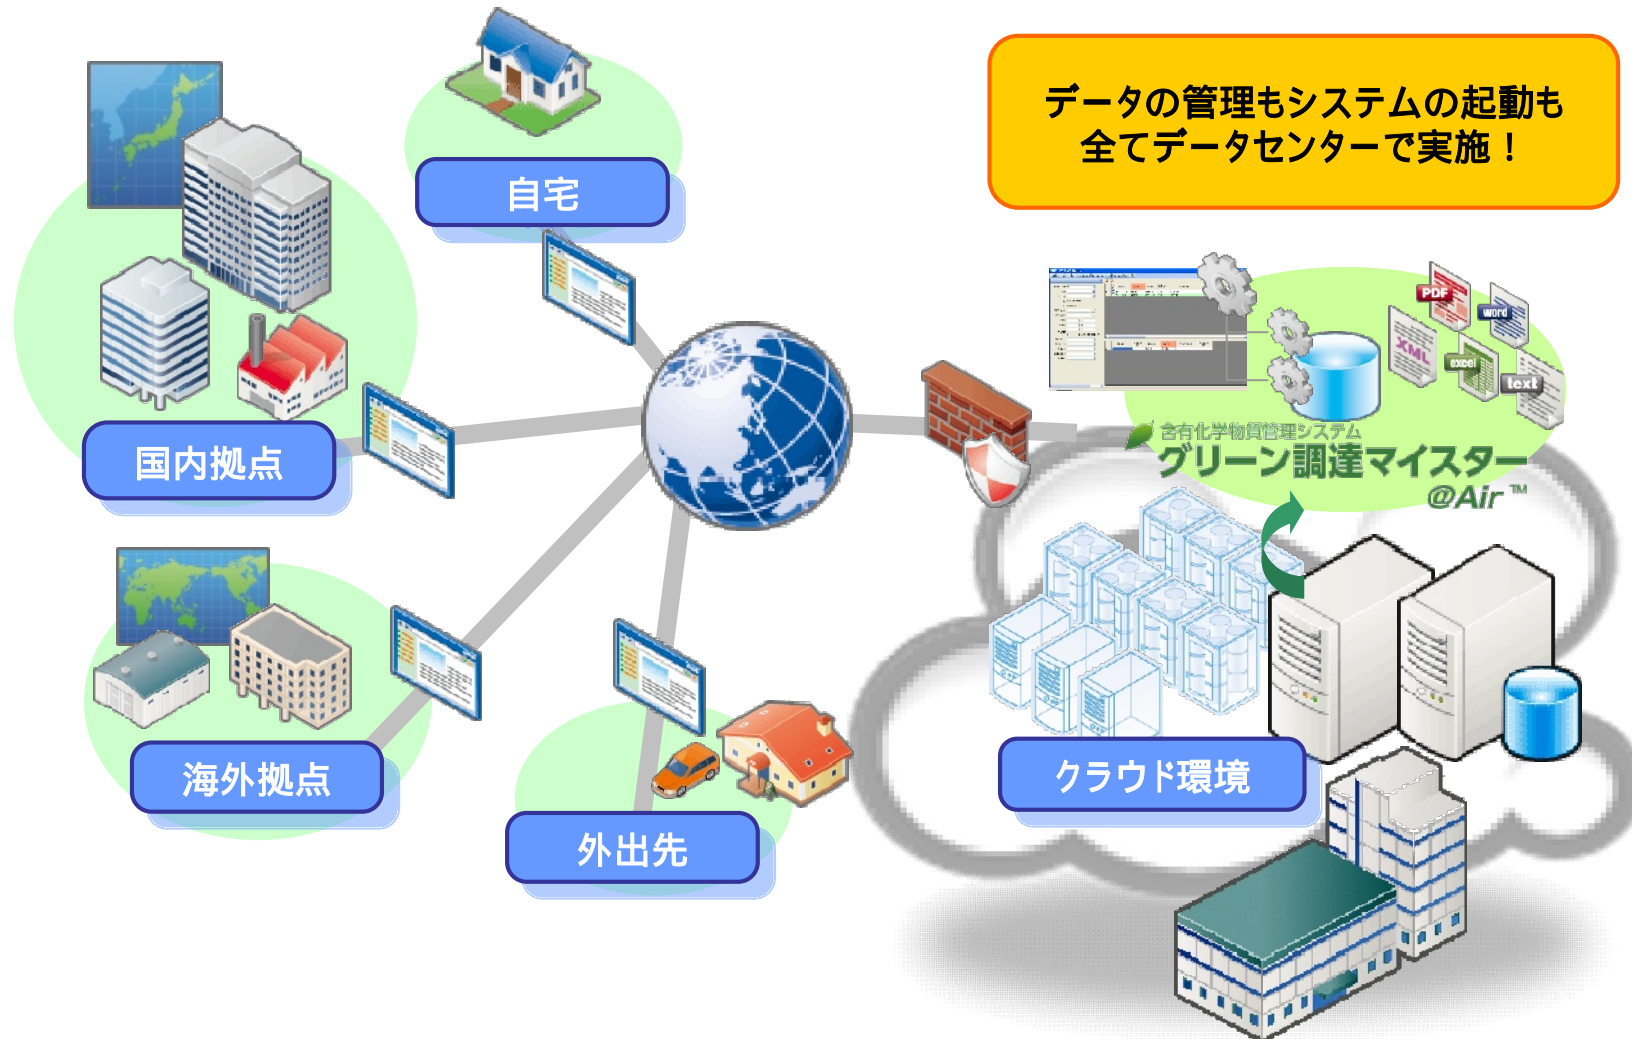 データの管理もシステムの起動も
全てデータセンターで実施！
自宅
国内拠点
海外拠点
外出先
PDF
word
XML
excel
text
含有化学物質管理システム
グリーン調達マイスター
@Air™
クラウド環境